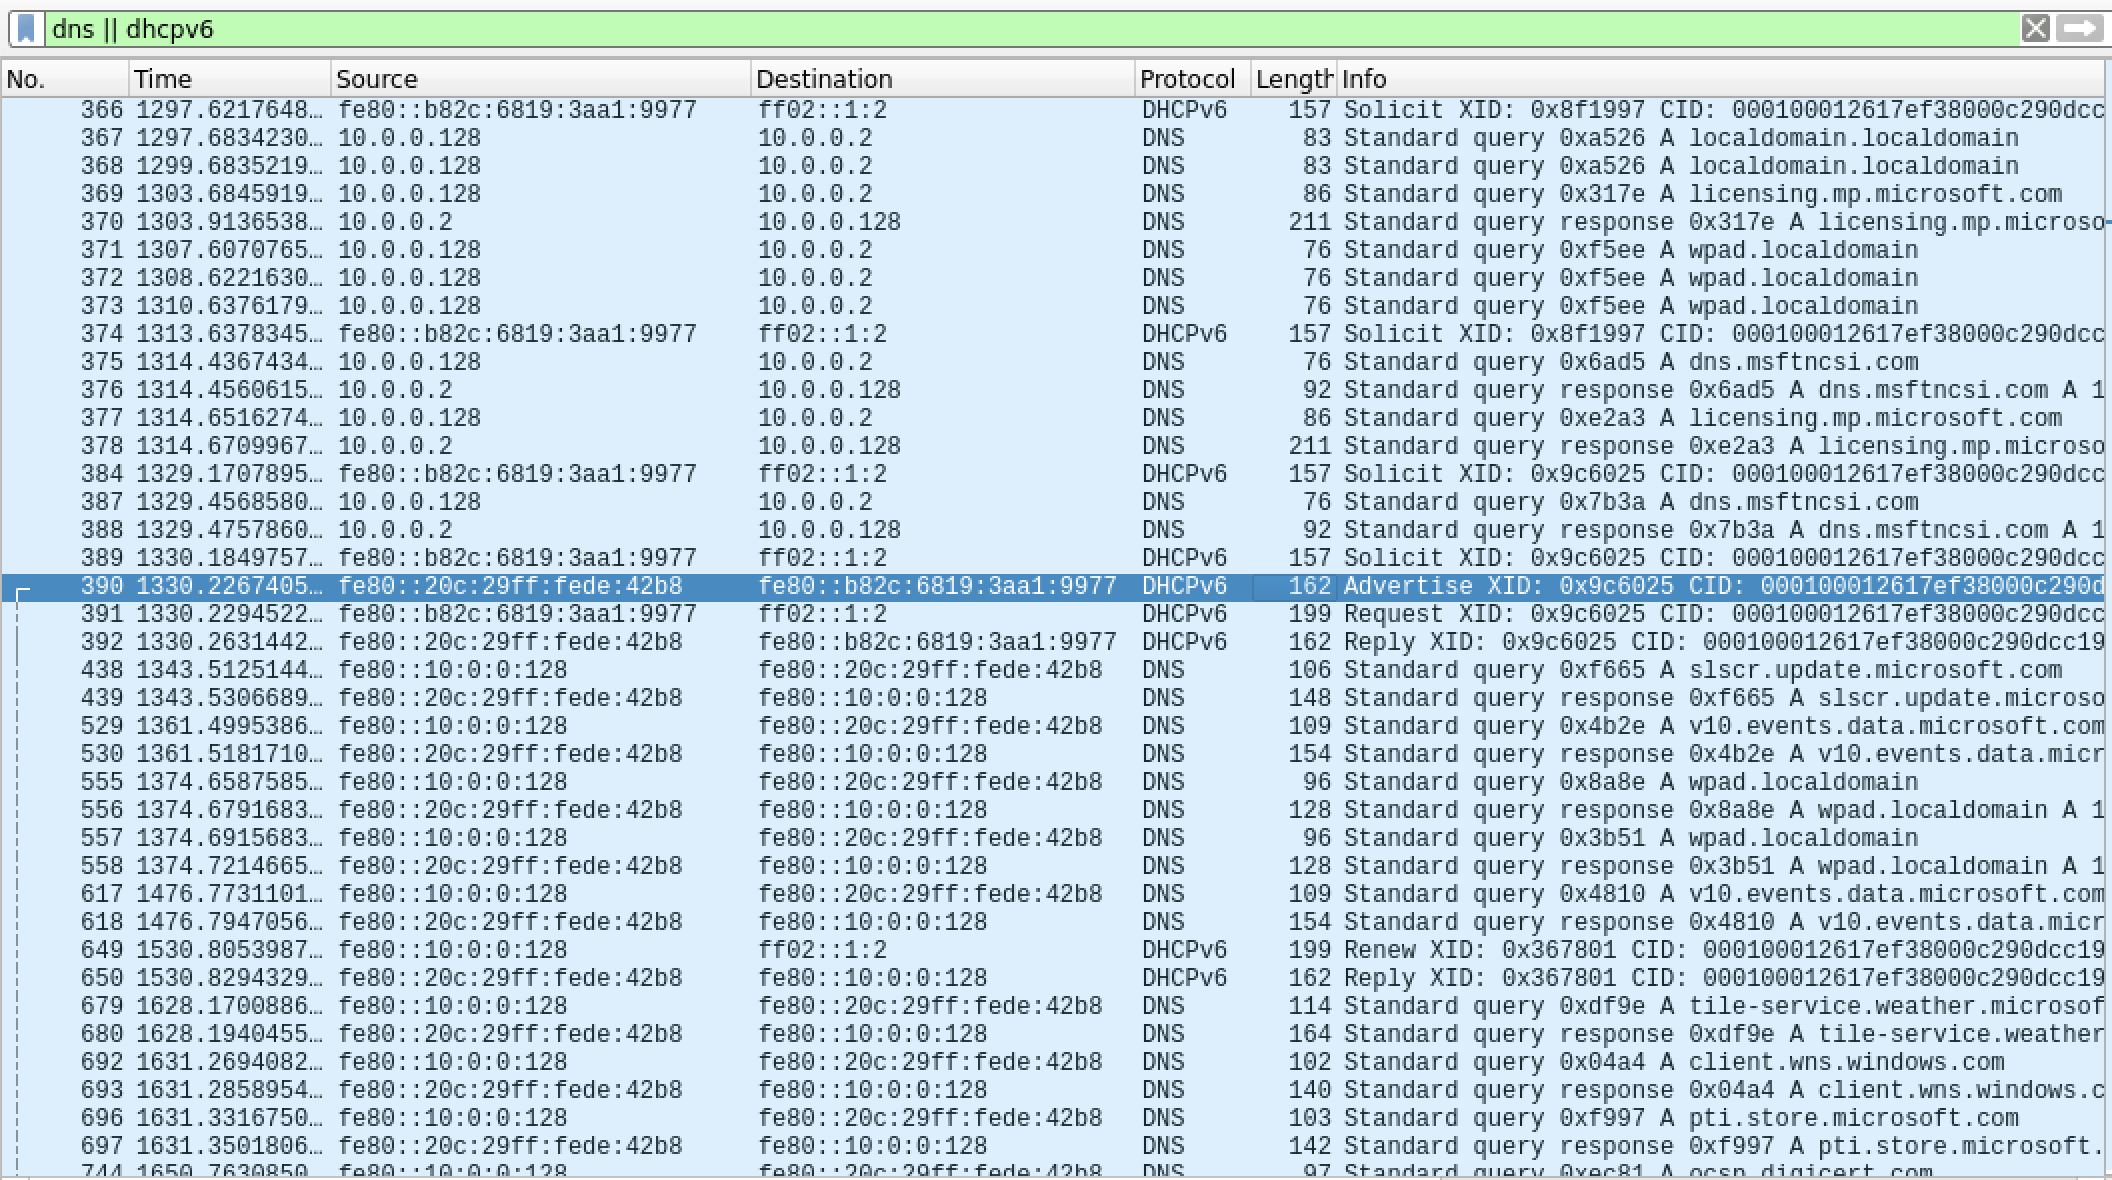 dns || dhcpv6
No. Time Source Destination Protocol Length Info
366 1297.6217648… fe80::b82c:6819:3aa1:9977 ff02::1:2 DHCPv6 157 Solicit XID: 0x8f1997 CID: 000100012617ef38000c290dcc
367 1297.6834230… 10.0.0.128 10.0.0.2 DNS 83 Standard query 0xa526 A localdomain.localdomain
368 1299.6835219… 10.0.0.128 10.0.0.2 DNS 83 Standard query 0xa526 A localdomain.localdomain
369 1303.6845919… 10.0.0.128 10.0.0.2 DNS 86 Standard query 0x317e A licensing.mp.microsoft.com
370 1303.9136538… 10.0.0.2 10.0.0.128 DNS 211 Standard query response 0x317e A licensing.mp.microso
371 1307.6070765… 10.0.0.128 10.0.0.2 DNS 76 Standard query 0xf5ee A wpad.localdomain
372 1308.6221630… 10.0.0.128 10.0.0.2 DNS 76 Standard query 0xf5ee A wpad.localdomain
373 1310.6376179… 10.0.0.128 10.0.0.2 DNS 76 Standard query 0xf5ee A wpad.localdomain
374 1313.6378345… fe80::b82c:6819:3aa1:9977 ff02::1:2 DHCPv6 157 Solicit XID: 0x8f1997 CID: 000100012617ef38000c290dcc
375 1314.4367434… 10.0.0.128 10.0.0.2 DNS 76 Standard query 0x6ad5 A dns.msftncsi.com
376 1314.4560615… 10.0.0.2 10.0.0.128 DNS 92 Standard query response 0x6ad5 A dns.msftncsi.com A 1
377 1314.6516274… 10.0.0.128 10.0.0.2 DNS 86 Standard query 0xe2a3 A licensing.mp.microsoft.com
378 1314.6709967… 10.0.0.2 10.0.0.128 DNS 211 Standard query response 0xe2a3 A licensing.mp.microso
384 1329.1707895… fe80::b82c:6819:3aa1:9977 ff02::1:2 DHCPv6 157 Solicit XID: 0x9c6025 CID: 000100012617ef38000c290dcc
387 1329.4568580… 10.0.0.128 10.0.0.2 DNS 76 Standard query 0x7b3a A dns.msftncsi.com
388 1329.4757860… 10.0.0.2 10.0.0.128 DNS 92 Standard query response 0x7b3a A dns.msftncsi.com A 1
389 1330.1849757… fe80::b82c:6819:3aa1:9977 ff02::1:2 DHCPv6 157 Solicit XID: 0x9c6025 CID: 000100012617ef38000c290dcc
390 1330.2267405… fe80::20c:29ff:fede:42b8 fe80::b82c:6819:3aa1:9977 DHCPv6 162 Advertise XID: 0x9c6025 CID: 000100012617ef38000c290d
391 1330.2294522… fe80::b82c:6819:3aa1:9977 ff02::1:2 DHCPv6 199 Request XID: 0x9c6025 CID: 000100012617ef38000c290dcc
392 1330.2631442… fe80::20c:29ff:fede:42b8 fe80::b82c:6819:3aa1:9977 DHCPv6 162 Reply XID: 0x9c6025 CID: 000100012617ef38000c290dcc19
438 1343.5125144… fe80::10:0:0:128 fe80::20c:29ff:fede:42b8 DNS 106 Standard query 0xf665 A slscr.update.microsoft.com
439 1343.5306689… fe80::20c:29ff:fede:42b8 fe80::10:0:0:128 DNS 148 Standard query response 0xf665 A slscr.update.microso
529 1361.4995386… fe80::10:0:0:128 fe80::20c:29ff:fede:42b8 DNS 109 Standard query 0x4b2e A v10.events.data.microsoft.com
530 1361.5181710… fe80::20c:29ff:fede:42b8 fe80::10:0:0:128 DNS 154 Standard query response 0x4b2e A v10.events.data.micr
555 1374.6587585… fe80::10:0:0:128 fe80::20c:29ff:fede:42b8 DNS 96 Standard query 0x8a8e A wpad.localdomain
556 1374.6791683… fe80::20c:29ff:fede:42b8 fe80::10:0:0:128 DNS 128 Standard query response 0x8a8e A wpad.localdomain A 1
557 1374.6915683… fe80::10:0:0:128 fe80::20c:29ff:fede:42b8 DNS 96 Standard query 0x3b51 A wpad.localdomain
558 1374.7214665… fe80::20c:29ff:fede:42b8 fe80::10:0:0:128 DNS 128 Standard query response 0x3b51 A wpad.localdomain A 1
617 1476.7731101… fe80::10:0:0:128 fe80::20c:29ff:fede:42b8 DNS 109 Standard query 0x4810 A v10.events.data.microsoft.com
618 1476.7947056… fe80::20c:29ff:fede:42b8 fe80::10:0:0:128 DNS 154 Standard query response 0x4810 A v10.events.data.micr
649 1530.8053987… fe80::10:0:0:128 ff02::1:2 DHCPv6 199 Renew XID: 0x367801 CID: 000100012617ef38000c290dcc19
650 1530.8294329… fe80::20c:29ff:fede:42b8 fe80::10:0:0:128 DHCPv6 162 Reply XID: 0x367801 CID: 000100012617ef38000c290dcc19
679 1628.1700886… fe80::10:0:0:128 fe80::20c:29ff:fede:42b8 DNS 114 Standard query 0xdf9e A tile-service.weather.microsof
680 1628.1940455… fe80::20c:29ff:fede:42b8 fe80::10:0:0:128 DNS 164 Standard query response 0xdf9e A tile-service.weather
692 1631.2694082… fe80::10:0:0:128 fe80::20c:29ff:fede:42b8 DNS 102 Standard query 0x04a4 A client.wns.windows.com
693 1631.2858954… fe80::20c:29ff:fede:42b8 fe80::10:0:0:128 DNS 140 Standard query response 0x04a4 A client.wns.windows.c
696 1631.3316750… fe80::10:0:0:128 fe80::20c:29ff:fede:42b8 DNS 103 Standard query 0xf997 A pti.store.microsoft.com
697 1631.3501806… fe80::20c:29ff:fede:42b8 fe80::10:0:0:128 DNS 142 Standard query response 0xf997 A pti.store.microsoft.
744 1650.7630850… fe80::10:0:0:128 fe80::20c:29ff:fede:42b8 DNS 97 Standard query 0xec81 A ocsp.digicert.com